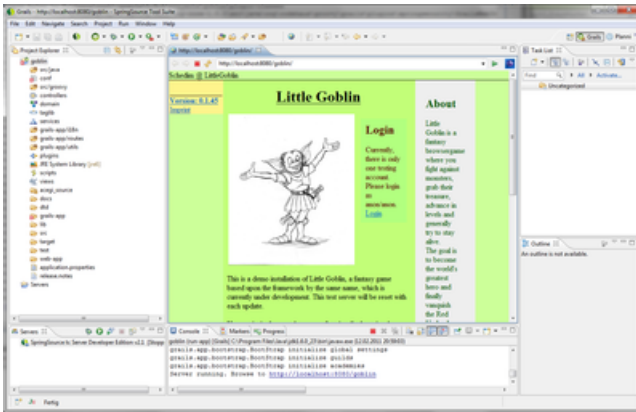 Grails - http://localhost:8080/goblin/ - SpringSource Tool Suite
File Edit Navigate Search Project Run Window Help
Grails
Planni
Project Explorer
goblin
src/java
conf
src/groovy
controllers
domain
taglib
services
grails-app/i18n
grails-app/routes
grails-app/utils
plugins
JRE System Library
scripts
views
docs
dtd
grails-app
lib
src
target
test
web-app
application.properties
release.notes
Servers
http://localhost:8080/goblin/
http://localhost:8080/goblin/
LittleGoblin
Version: 0.1.45
Imprint
Little Goblin
Login
Currently,
there is only
one testing
account.
Please login
as
anon/anon.
Login
This is a demo installation of Little Goblin, a fantasy game
based upon the framework by the same name, which is
currently under development. This test server will be reset with
each update.
About
Little
Goblin is a
fantasy
browsergame
where you
fight against
monsters,
grab their
treasure,
advance in
levels and
generally
try to stay
alive.
The goal is
to become
the world's
greatest
hero and
finally
vanquish
the Red
Task List
Find
All
Activate...
Uncategorized
Outline
An outline is not available.
Servers
SpringSource tc Server Developer Edition
Console
Markers
Progress
grails.app.bootstrap.BootStrap initialize global settings
grails.app.bootstrap.BootStrap initialize guilds
grails.app.bootstrap.BootStrap initialize academies
Server running. Browse to http://localhost:8080/goblin
Fertig